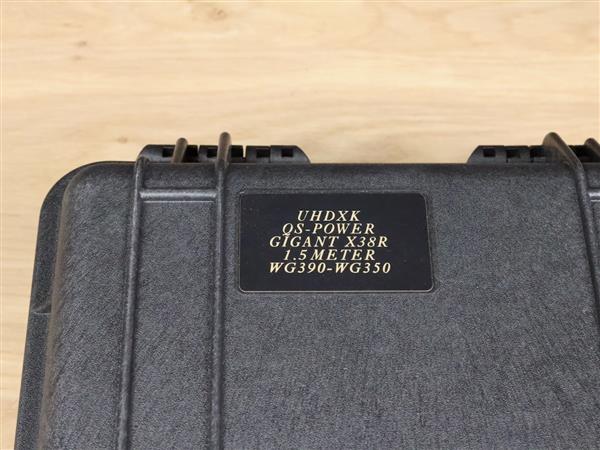 UHDXK
QS-POWER
GIGANT X38R
1.5 METER
WG390-WG350